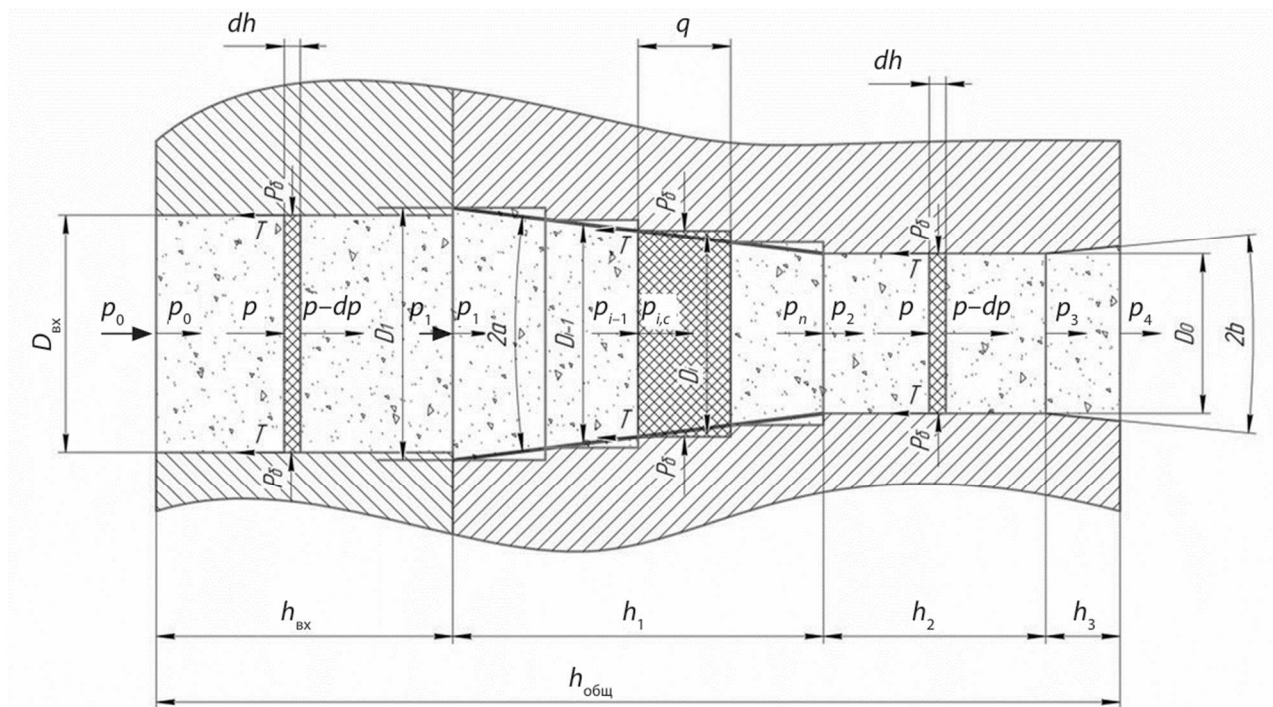 dh
q
dh
Pб
Pб
Pб
T
T
T
Dвх
p₀
p₀
p
p–dp
D₁
p₁
p₁
2a
Dᵢ₋₁
pᵢ₋₁
pᵢ,c
Dᵢ
pₙ
p₂
p
p–dp
p₃
p₄
D₀
2b
T
T
T
Pб
Pб
Pб
hвх
h₁
h₂
h₃
hобщ